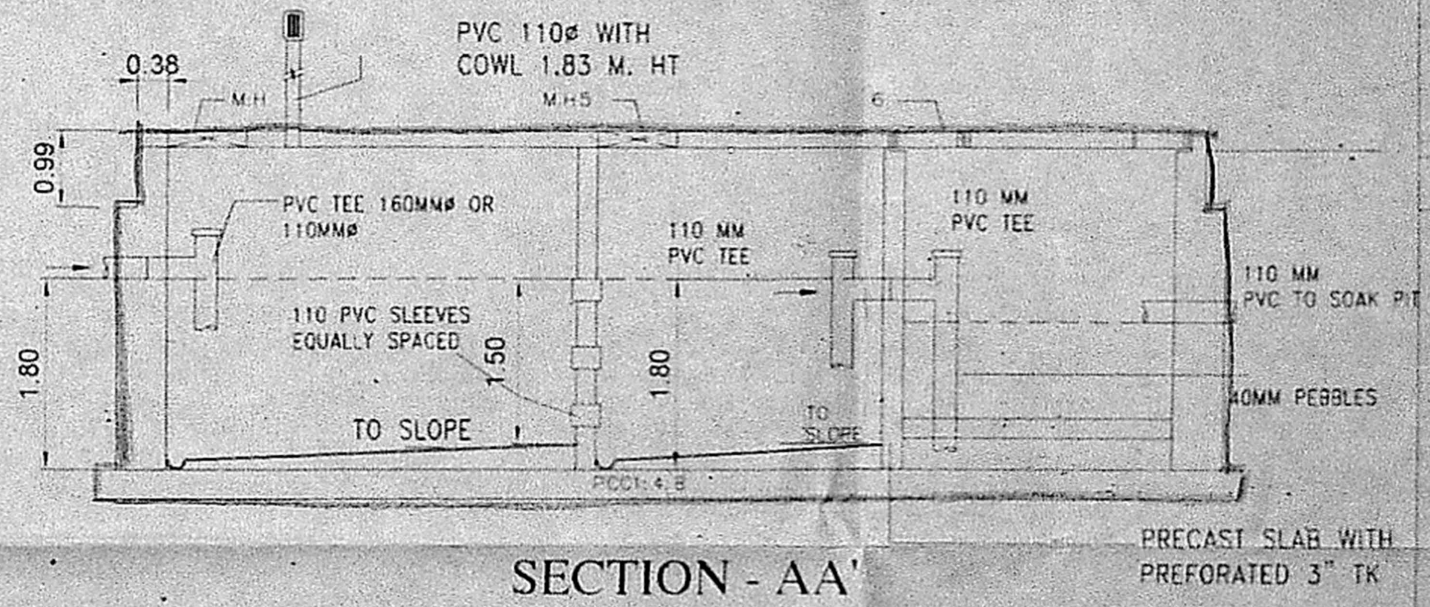 PVC 110ø WITH
COWL 1.83 M. HT
0.38
M.H
M.H5
6
0.99
PVC TEE 160MMø OR
110MMø
110 MM
PVC TEE
110 MM
PVC TEE
110 MM
PVC TO SOAK PIT
110 PVC SLEEVES
EQUALLY SPACED
1.80
1.50
1.80
40MM PEBBLES
TO SLOPE
TO
SLOPE
PCC1:4:8
PRECAST SLAB WITH
PREFORATED 3" TK
SECTION - AA'